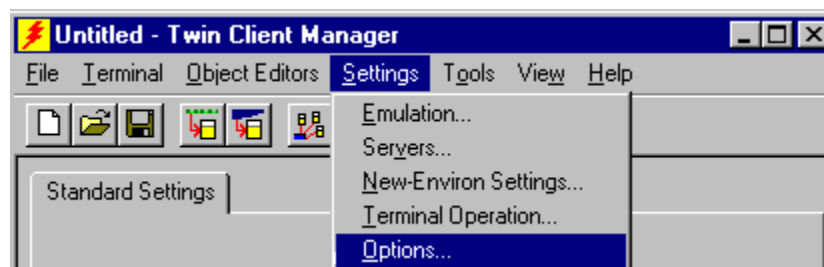 Untitled - Twin Client Manager
File Terminal Object Editors Settings Tools View Help
Emulation...
Servers...
New-Environ Settings...
Standard Settings
Terminal Operation...
Options...